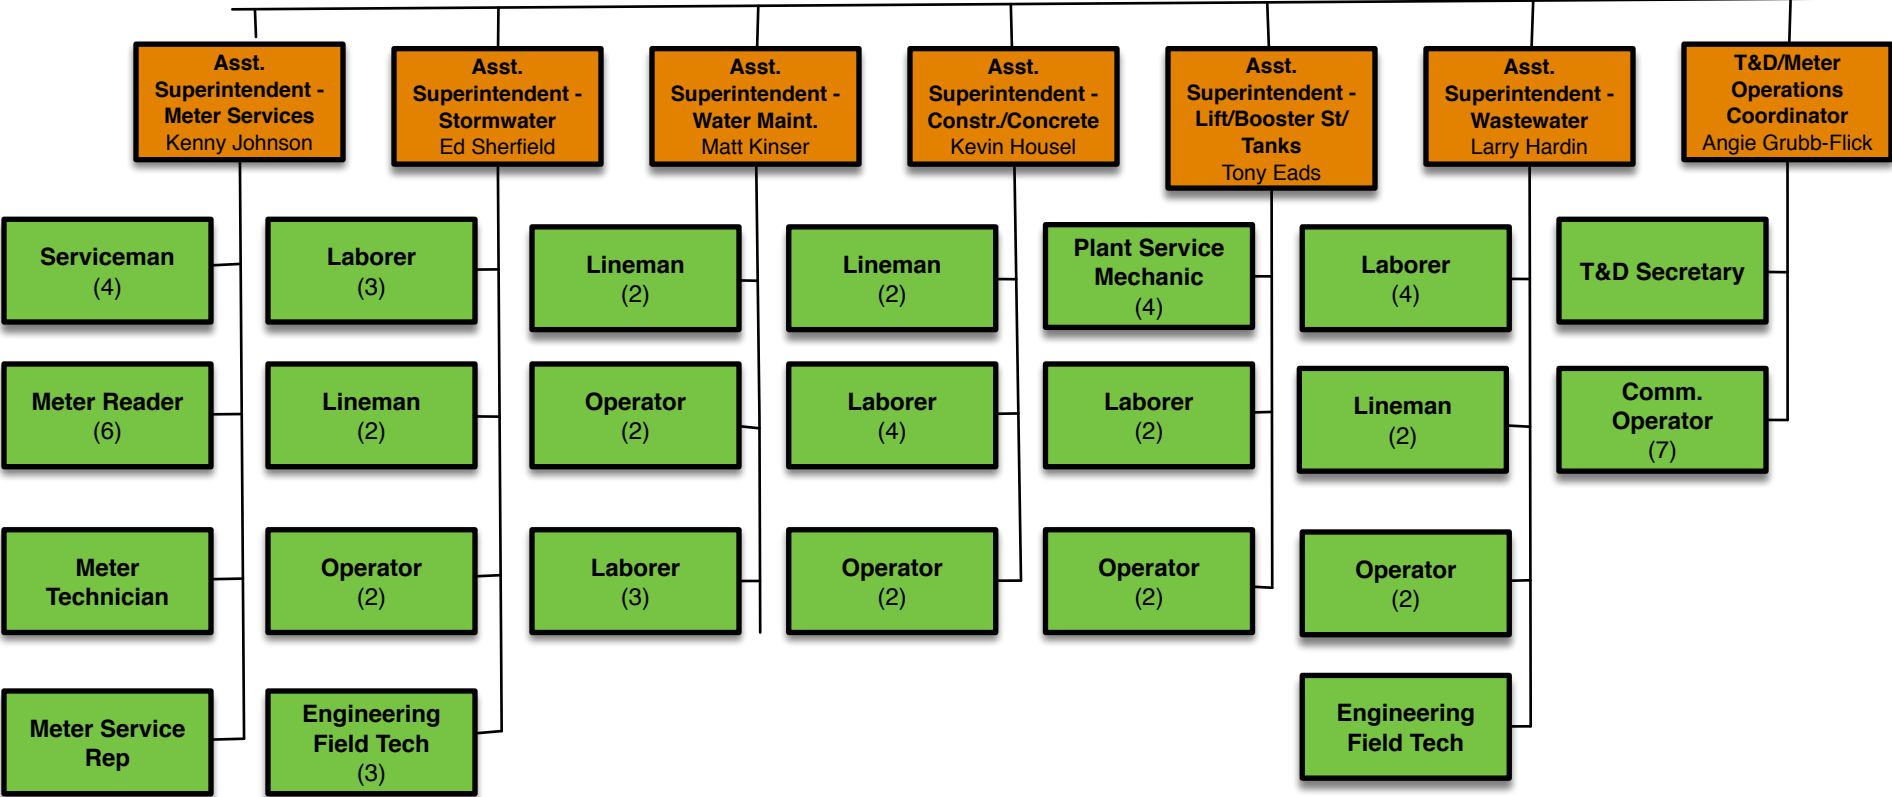 Asst.
Superintendent -
Meter Services
Kenny Johnson
Asst.
Superintendent -
Stormwater
Ed Sherfield
Asst.
Superintendent -
Water Maint.
Matt Kinser
Asst.
Superintendent -
Constr./Concrete
Kevin Housel
Asst.
Superintendent -
Lift/Booster St/
Tanks
Tony Eads
Asst.
Superintendent -
Wastewater
Larry Hardin
T&D/Meter
Operations
Coordinator
Angie Grubb-Flick
Serviceman
(4)
Laborer
(3)
Lineman
(2)
Lineman
(2)
Plant Service
Mechanic
(4)
Laborer
(4)
T&D Secretary
Meter Reader
(6)
Lineman
(2)
Operator
(2)
Laborer
(4)
Laborer
(2)
Lineman
(2)
Comm.
Operator
(7)
Meter
Technician
Operator
(2)
Laborer
(3)
Operator
(2)
Operator
(2)
Operator
(2)
Meter Service
Rep
Engineering
Field Tech
(3)
Engineering
Field Tech